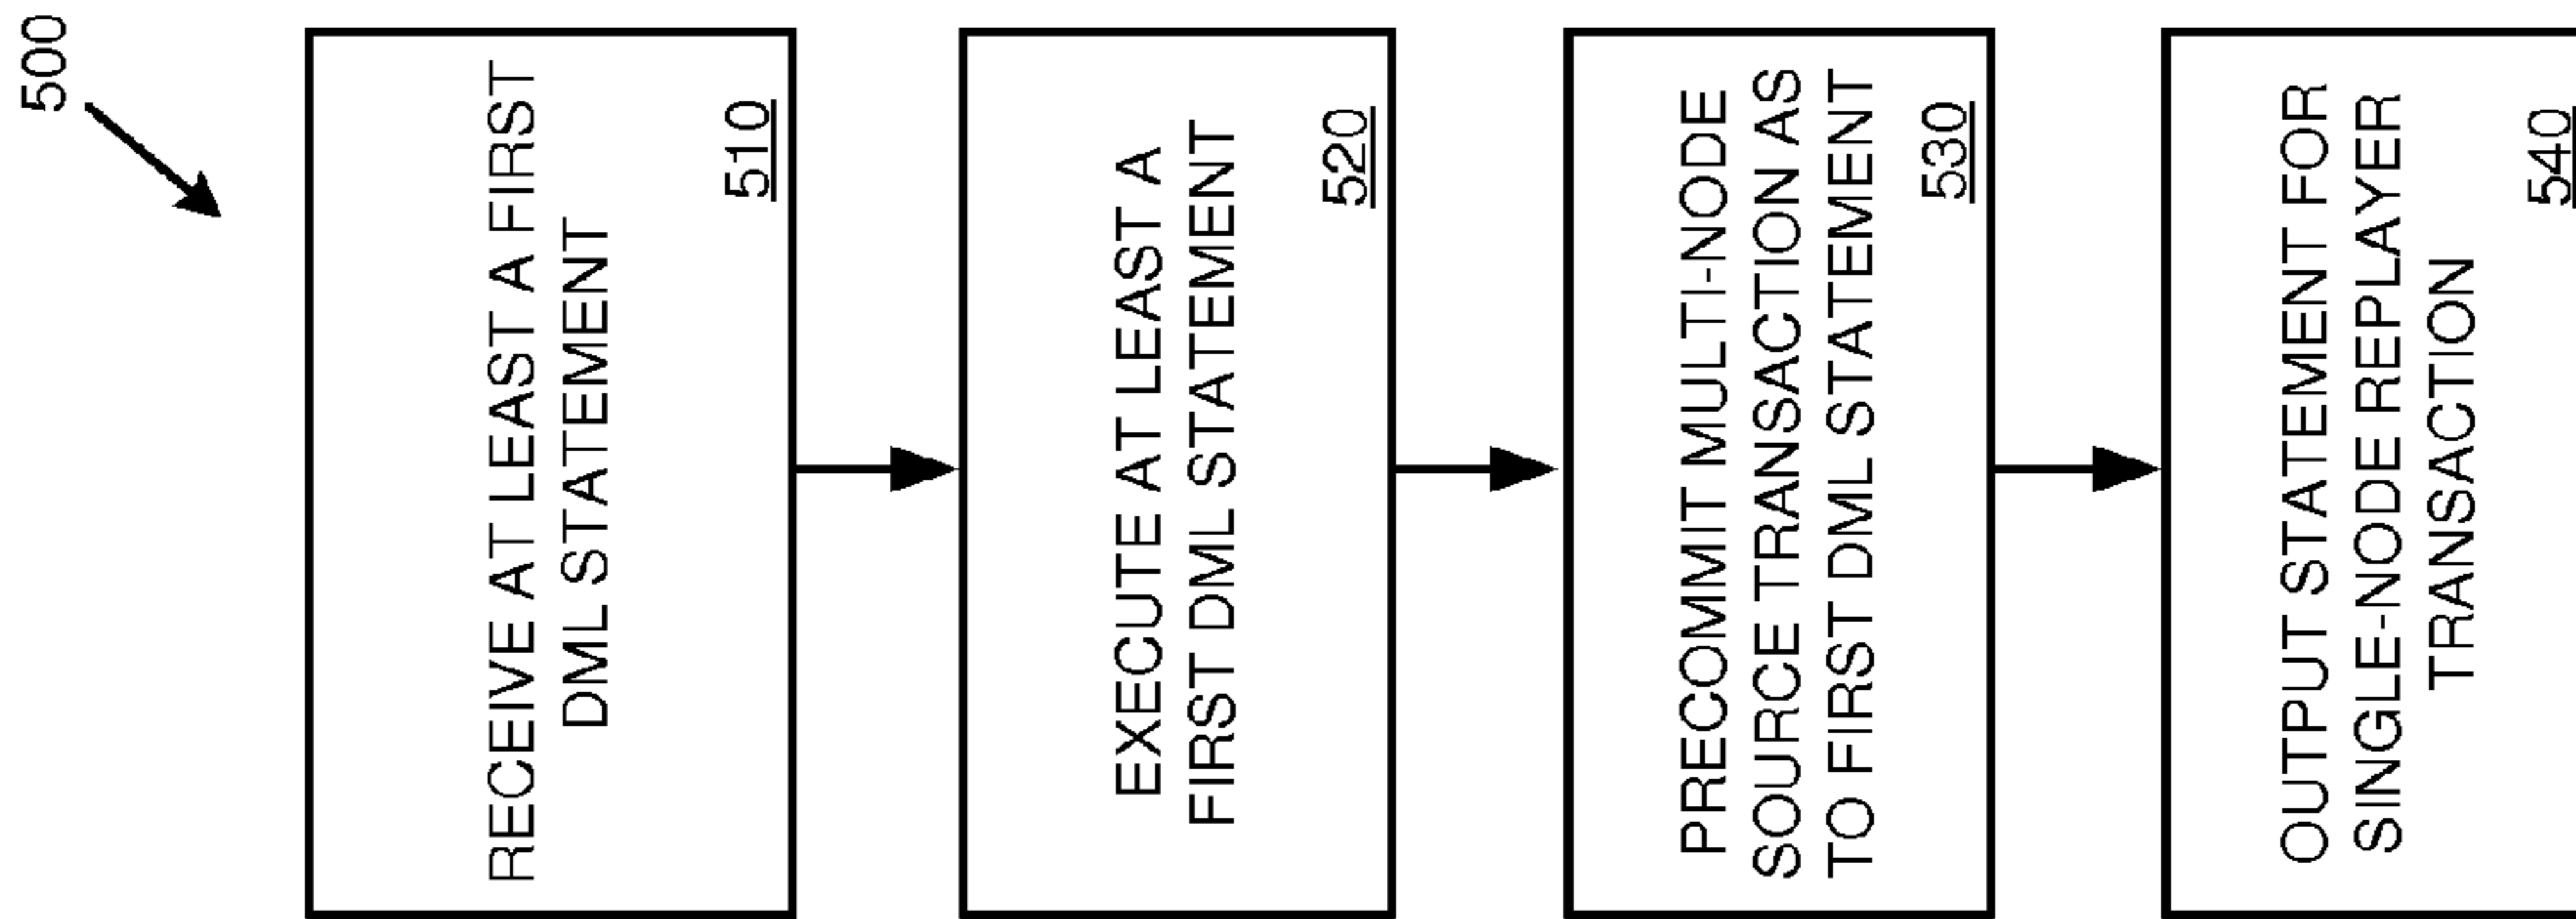 500
RECEIVE AT LEAST A FIRST
DML STATEMENT
510
EXECUTE AT LEAST A
FIRST DML STATEMENT
520
PRECOMMIT MULTI-NODE
SOURCE TRANSACTION AS
TO FIRST DML STATEMENT
530
OUTPUT STATEMENT FOR
SINGLE-NODE REPLAYER
TRANSACTION
540